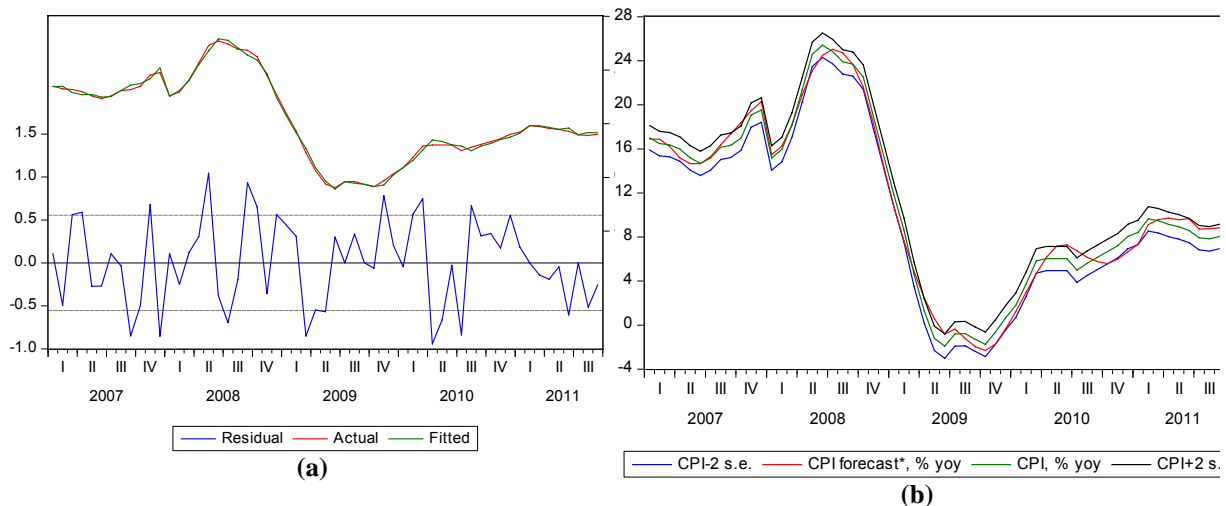 1.5
1.0
0.5
0.0
-0.5
-1.0
I II III IV I II III IV I II III IV I II III IV I II III
2007 2008 2009 2010 2011
Residual Actual Fitted
(a)
28
24
20
16
12
8
4
0
-4
I II III IV I II III IV I II III IV I II III IV I II III
2007 2008 2009 2010 2011
CPI-2 s.e. CPI forecast*, % yoy CPI, % yoy CPI+2 s.
(b)